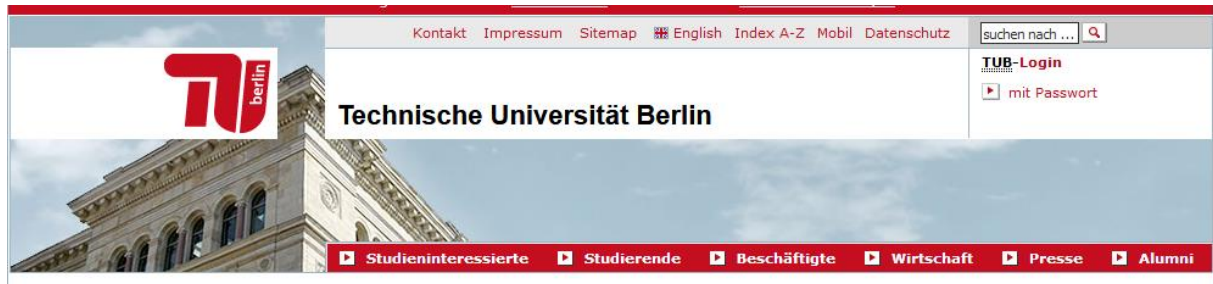 Kontakt Impressum Sitemap English Index A-Z Mobil Datenschutz suchen nach ...
TUB-Login
berlin
mit Passwort
Technische Universität Berlin
Studieninteressierte Studierende Beschäftigte Wirtschaft Presse Alumni